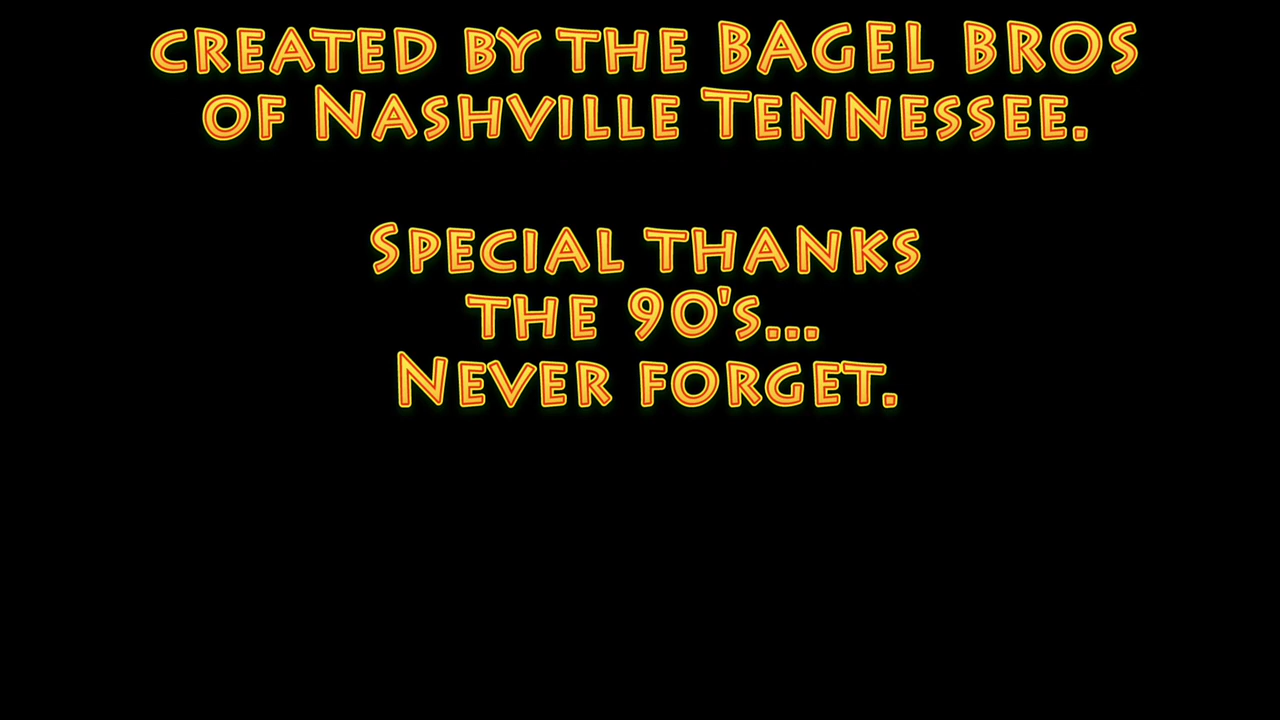 CREATED BY THE BAGEL BROS
OF NASHVILLE TENNESSEE.
SPECIAL THANKS
THE 90'S...
NEVER FORGET.